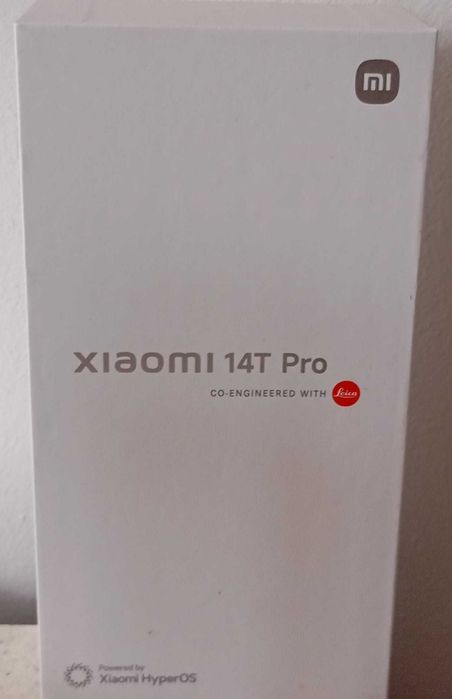 mi
xiaomi 14T Pro
CO-ENGINEERED WITH Leica
Powered by
Xiaomi HyperOS